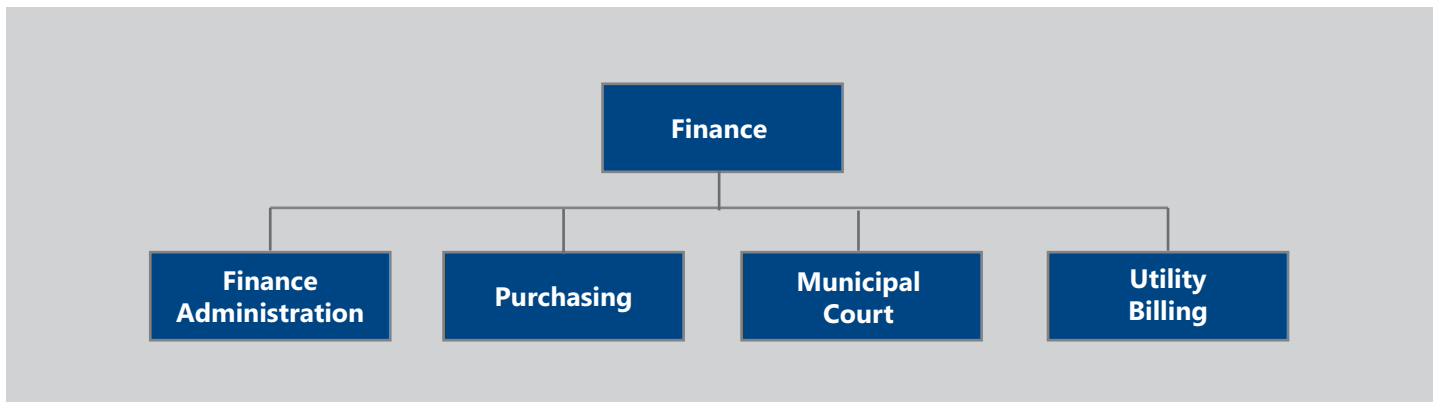 Finance
Finance
Administration
Purchasing
Municipal
Court
Utility
Billing